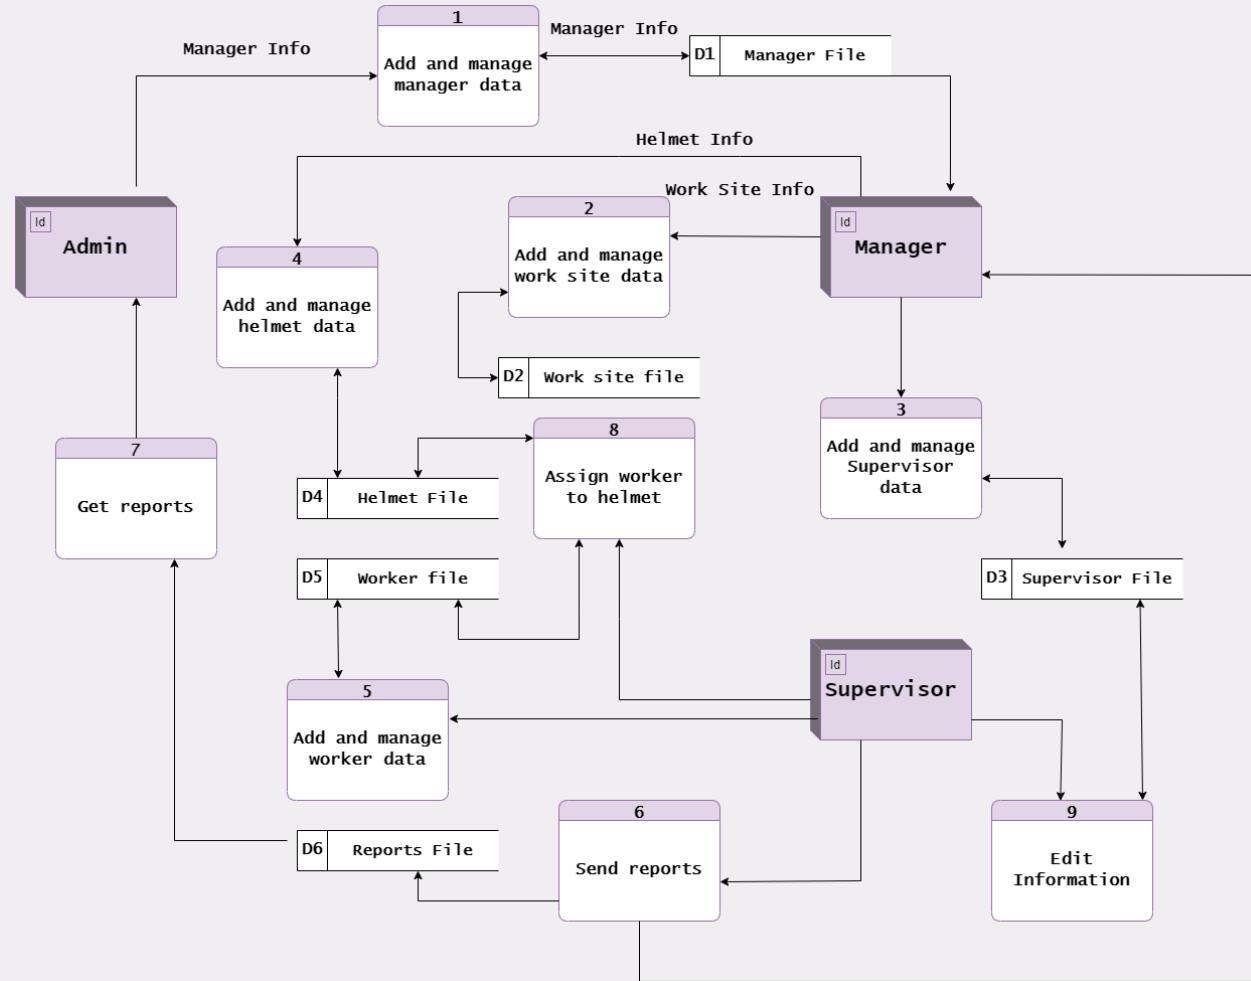 1
Manager Info
Manager Info
Add and manage
manager data
D1
Manager File
Helmet Info
Work Site Info
Id
Admin
2
Add and manage
work site data
Id
Manager
4
Add and manage
helmet data
D2
Work site file
3
Add and manage
Supervisor
data
7
Get reports
8
Assign worker
to helmet
D4
Helmet File
D5
Worker file
D3
Supervisor File
Id
Supervisor
5
Add and manage
worker data
6
Send reports
9
Edit
Information
D6
Reports File